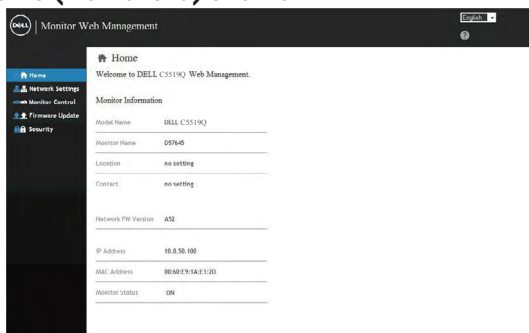 DELL Monitor Web Management
English
?
Home
Network Settings
Monitor Control
Firmware Update
Security
Home
Welcome to DELL C5519Q Web Management.
Monitor Information
Model Name DELL C5519Q
Monitor Name D57645
Location no setting
Contact no setting
Network FW Version A52
IP Address 10.0.50.100
MAC Address 00:60:E9:1A:E1:2D
Monitor Status ON